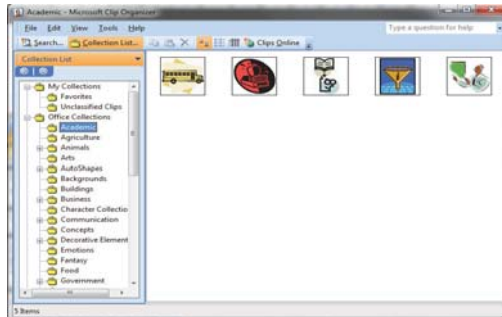 Academic - Microsoft Clip Organizer
File Edit View Tools Help
Type a question for help
Search... Collection List... Clips Online
Collection List
My Collections
Favorites
Unclassified Clips
Office Collections
Academic
Agriculture
Animals
Arts
AutoShapes
Backgrounds
Buildings
Business
Character Collectio
Communication
Concepts
Decorative Element
Emotions
Fantasy
Food
Government
5 Items